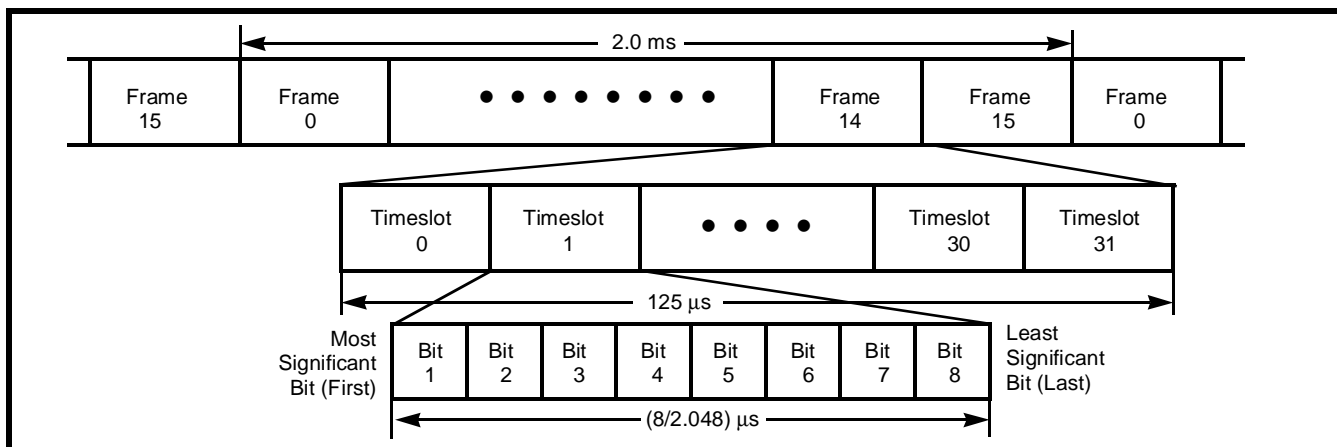 2.0 ms
Frame
15
Frame
0
Frame
14
Frame
15
Frame
0
Timeslot
0
Timeslot
1
Timeslot
30
Timeslot
31
125 μs
Most
Significant
Bit (First)
Bit
1
Bit
2
Bit
3
Bit
4
Bit
5
Bit
6
Bit
7
Bit
8
Least
Significant
Bit (Last)
(8/2.048) μs